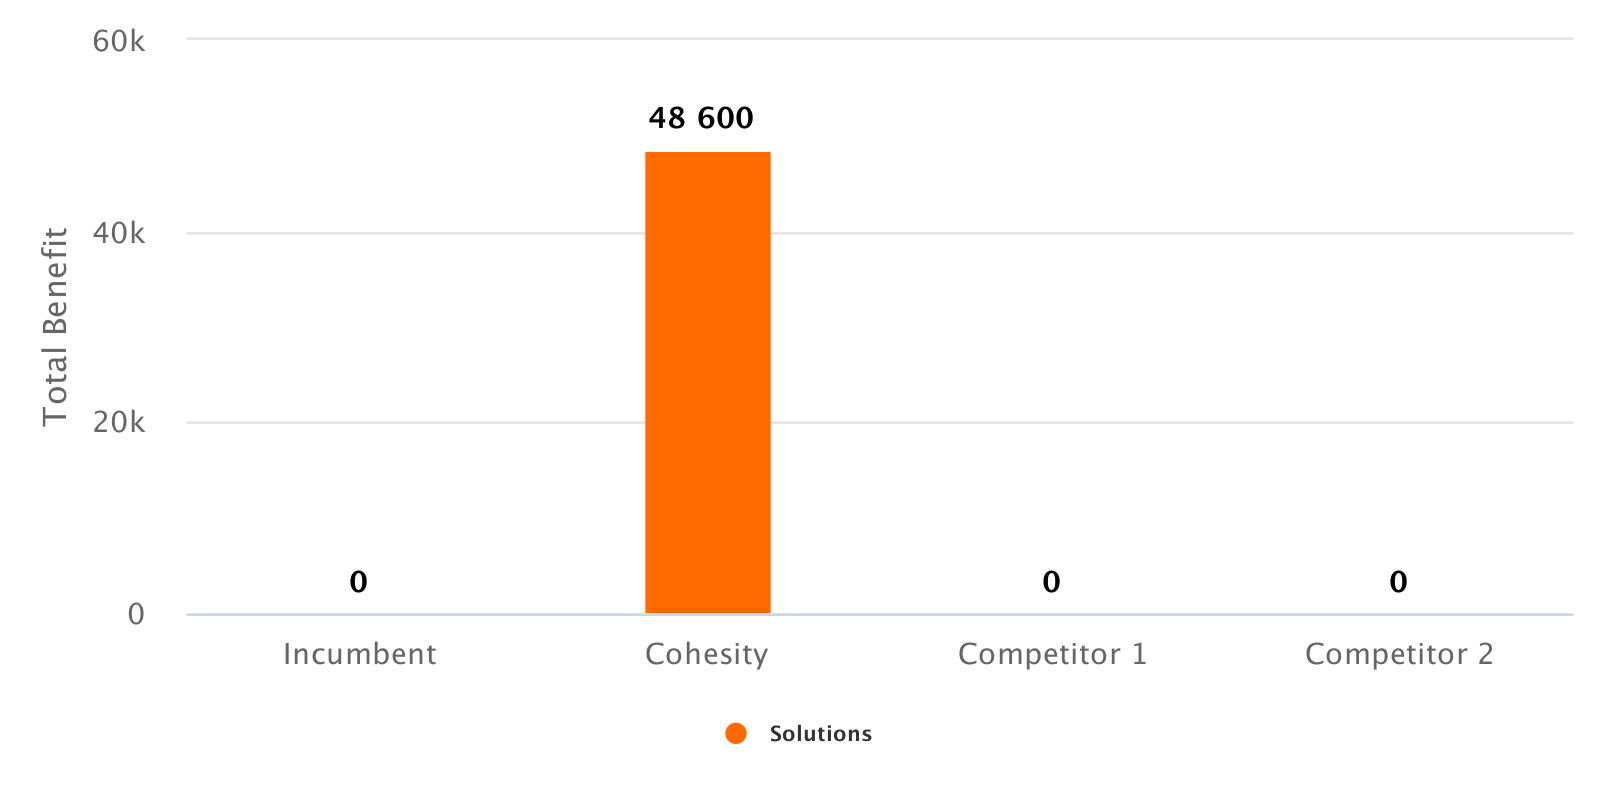 60k
48 600
40k
Total Benefit
20k
0
0
0
0
Incumbent
Cohesity
Competitor 1
Competitor 2
Solutions